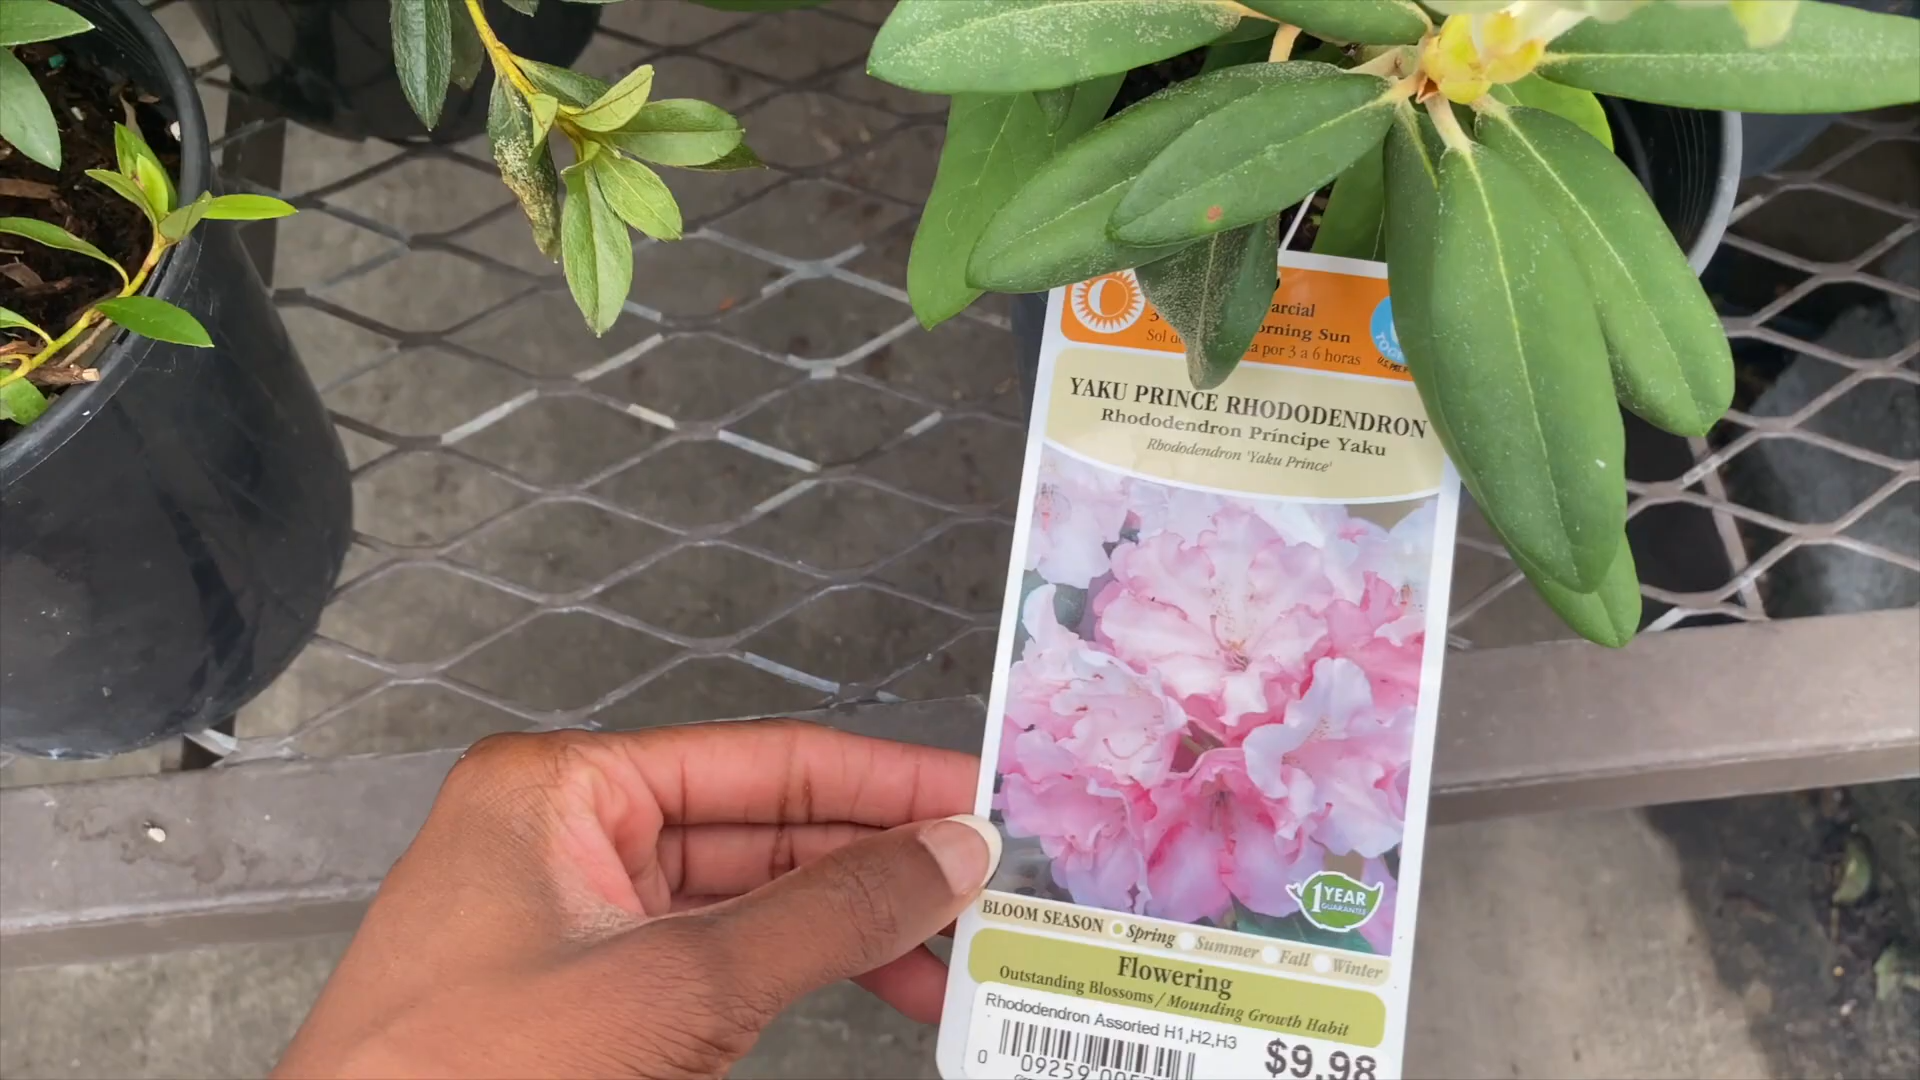 arcial
orning Sun
a por 3 a 6 horas
YAKU PRINCE RHODODENDRON
Rhododendron Príncipe Yaku
Rhododendron 'Yaku Prince'
1 YEAR
GUARANTEE
BLOOM SEASON Spring Summer Fall Winter
Flowering
Outstanding Blossoms / Mounding Growth Habit
Rhododendron Assorted H1,H2,H3
$9.98
0 09259